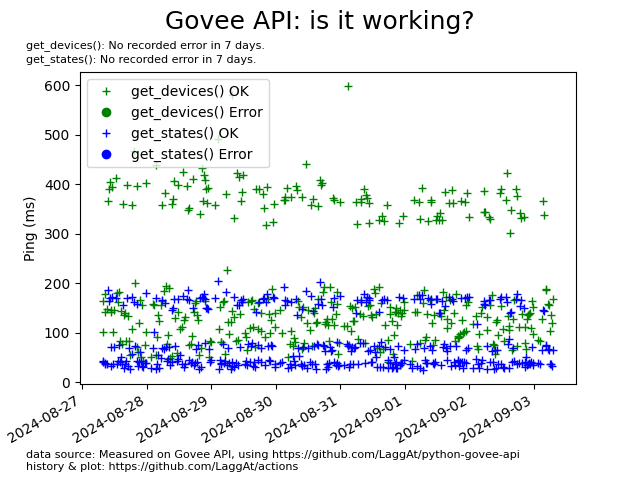 Govee API: is it working?
get_devices(): No recorded error in 7 days.
get_states(): No recorded error in 7 days.
get_devices() OK
get_devices() Error
get_states() OK
get_states() Error
Ping (ms)
600
500
400
300
200
100
0
2024-08-27
2024-08-28
2024-08-29
2024-08-30
2024-08-31
2024-09-01
2024-09-02
2024-09-03
data source: Measured on Govee API, using https://github.com/LaggAt/python-govee-api
history & plot: https://github.com/LaggAt/actions